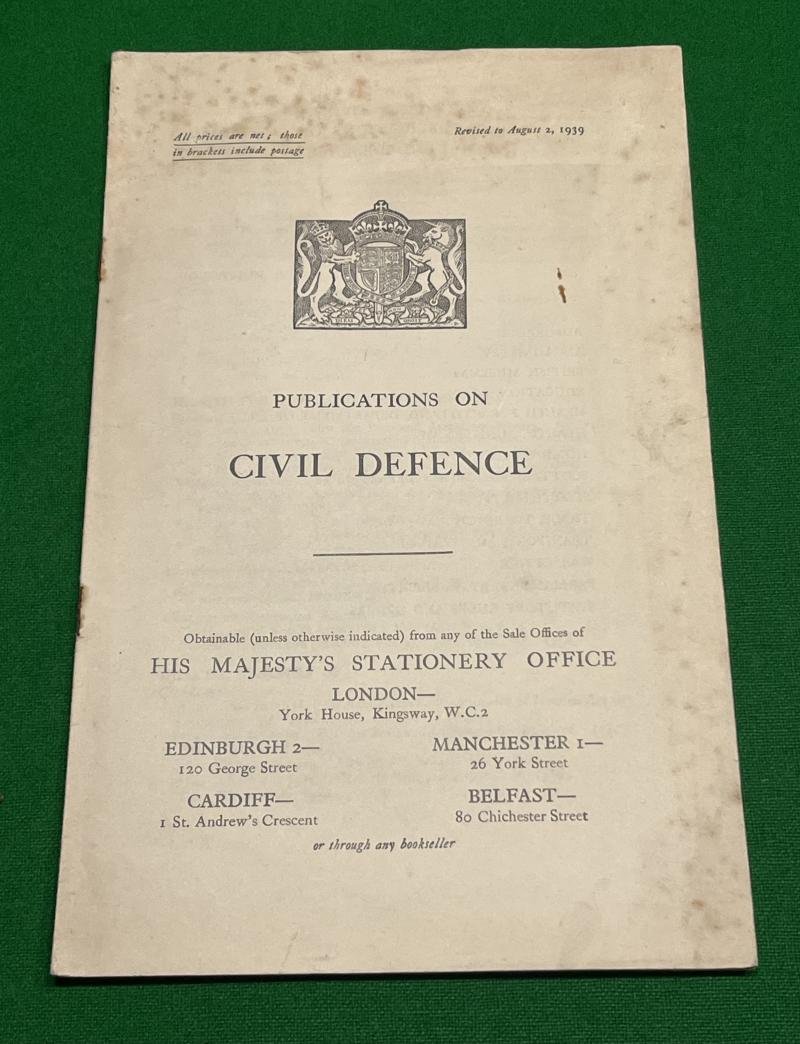 All prices are net; those
in brackets include postage
Revised to August 2, 1939
PUBLICATIONS ON
CIVIL DEFENCE
Obtainable (unless otherwise indicated) from any of the Sale Offices of
HIS MAJESTY'S STATIONERY OFFICE
LONDON—
York House, Kingsway, W.C.2
EDINBURGH 2—
120 George Street
MANCHESTER 1—
26 York Street
CARDIFF—
1 St. Andrew's Crescent
BELFAST—
80 Chichester Street
or through any bookseller